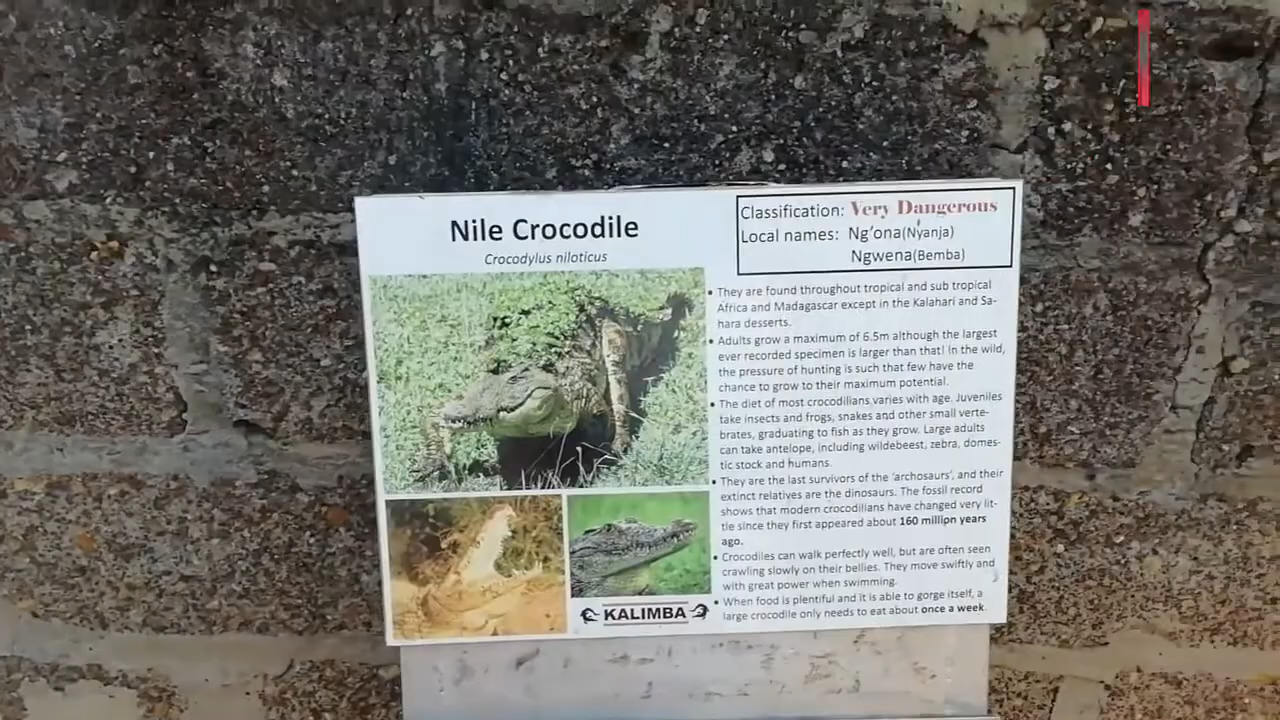 Nile Crocodile
Crocodylus niloticus
Classification: Very Dangerous
Local names: Ng'ona(Nyanja)
Ngwena(Bemba)
• They are found throughout tropical and sub tropical
Africa and Madagascar except in the Kalahari and Sa-
hara desserts.
• Adults grow a maximum of 6.5m although the largest
ever recorded specimen is larger than that! In the wild,
the pressure of hunting is such that few have the
chance to grow to their maximum potential.
• The diet of most crocodilians varies with age. Juveniles
take insects and frogs, snakes and other small verte-
brates, graduating to fish as they grow. Large adults
can take antelope, including wildebeest, zebra, domes-
tic stock and humans.
• They are the last survivors of the 'archosaurs', and their
extinct relatives are the dinosaurs. The fossil record
shows that modern crocodilians have changed very lit-
tle since they first appeared about 160 million years
ago.
• Crocodiles can walk perfectly well, but are often seen
crawling slowly on their bellies. They move swiftly and
with great power when swimming.
• When food is plentiful and it is able to gorge itself, a
large crocodile only needs to eat about once a week.
KALIMBA